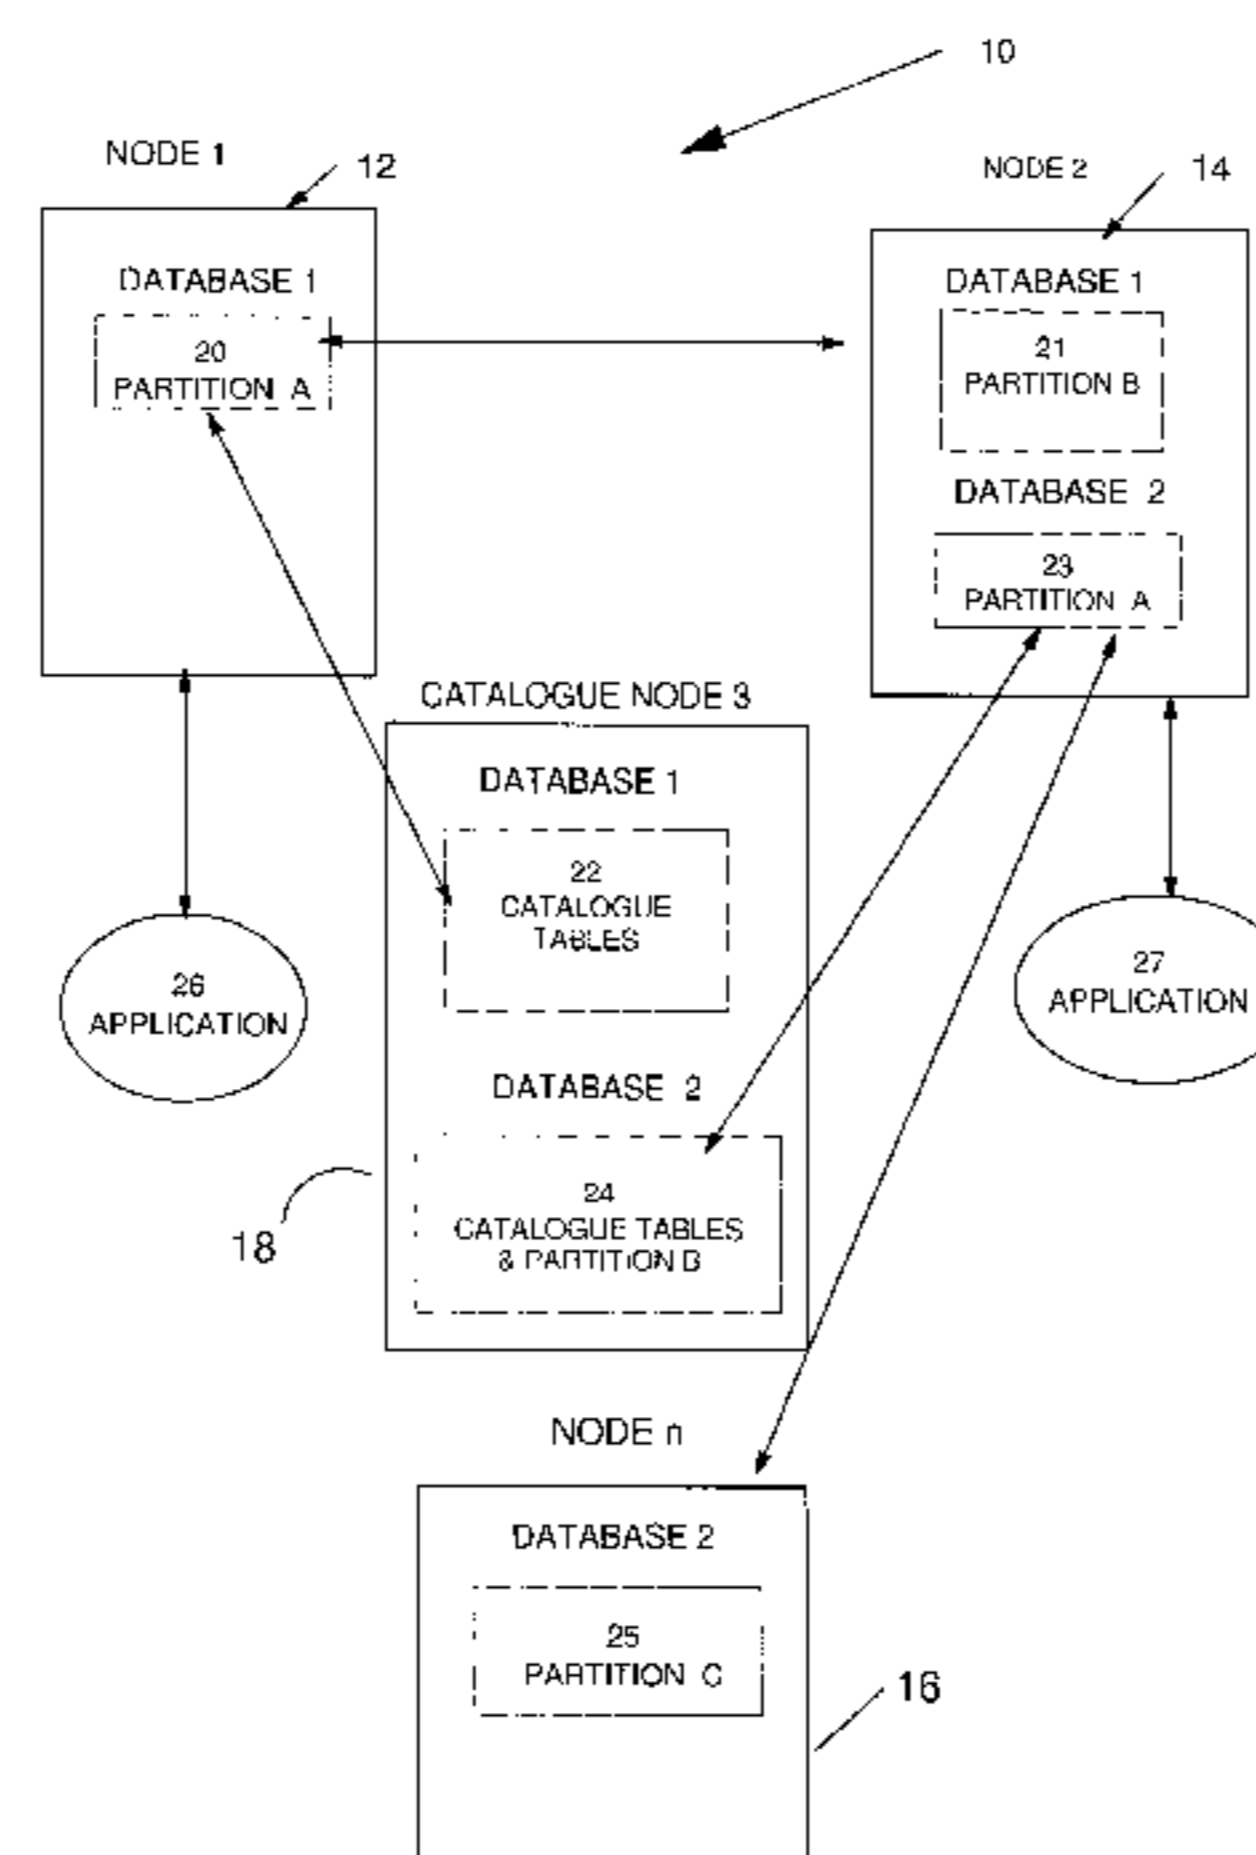 10
NODE 1
12
NODE 2
14
DATABASE 1
20
PARTITION A
DATABASE 1
21
PARTITION B
DATABASE 2
23
PARTITION A
CATALOGUE NODE 3
DATABASE 1
22
CATALOGUE
TABLES
26
APPLICATION
27
APPLICATION
DATABASE 2
24
CATALOGUE TABLES
& PARTITION B
18
NODE n
DATABASE 2
25
PARTITION C
16